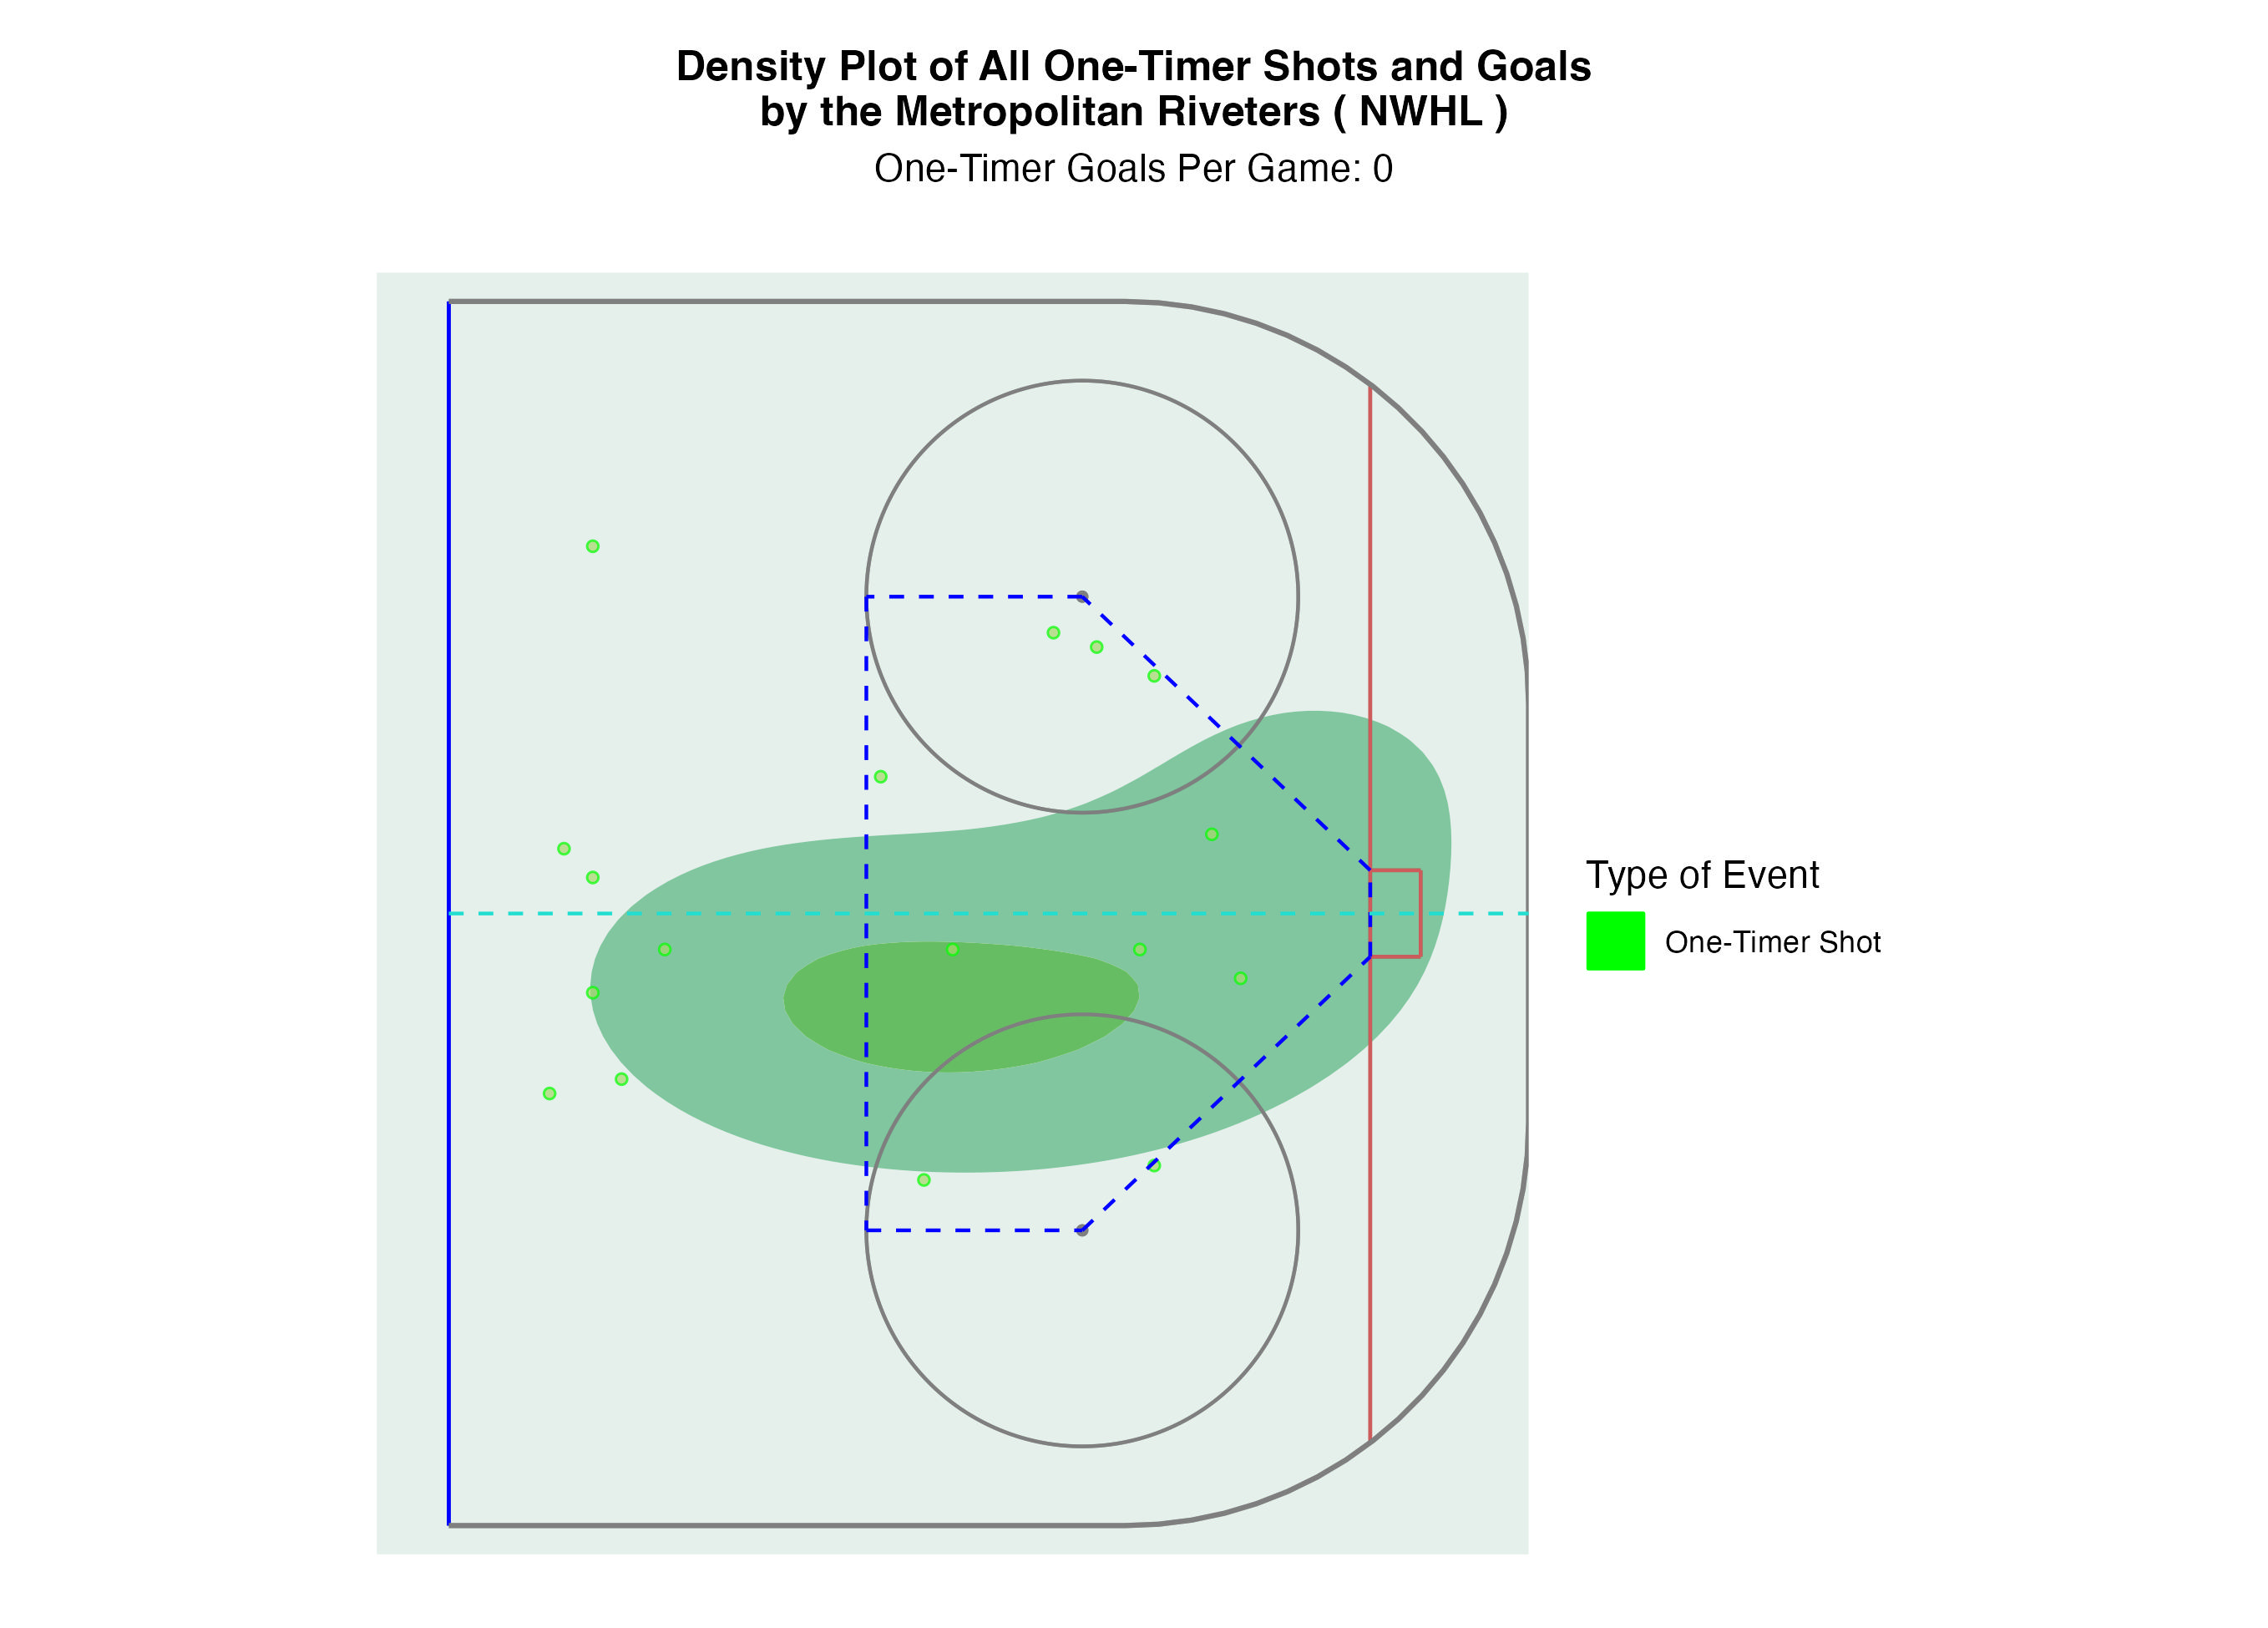 Density Plot of All One-Timer Shots and Goals
by the Metropolitan Riveters ( NWHL )
One-Timer Goals Per Game: 0
Type of Event
One-Timer Shot